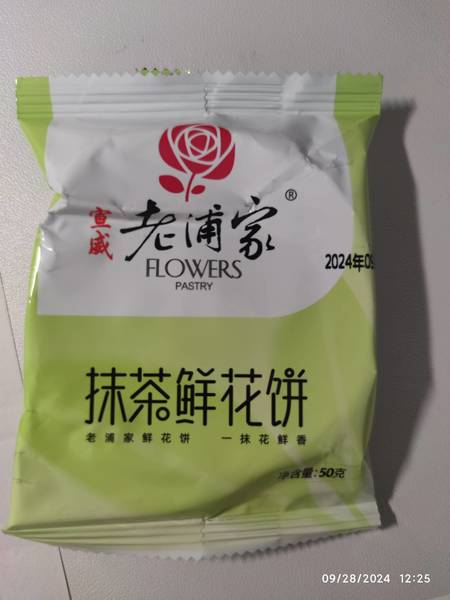 宣威
老浦家®
FLOWERS
PASTRY
2024年09
抹茶鲜花饼
老浦家鲜花饼 一抹花鲜香
净含量:50克
09/28/2024 12:25